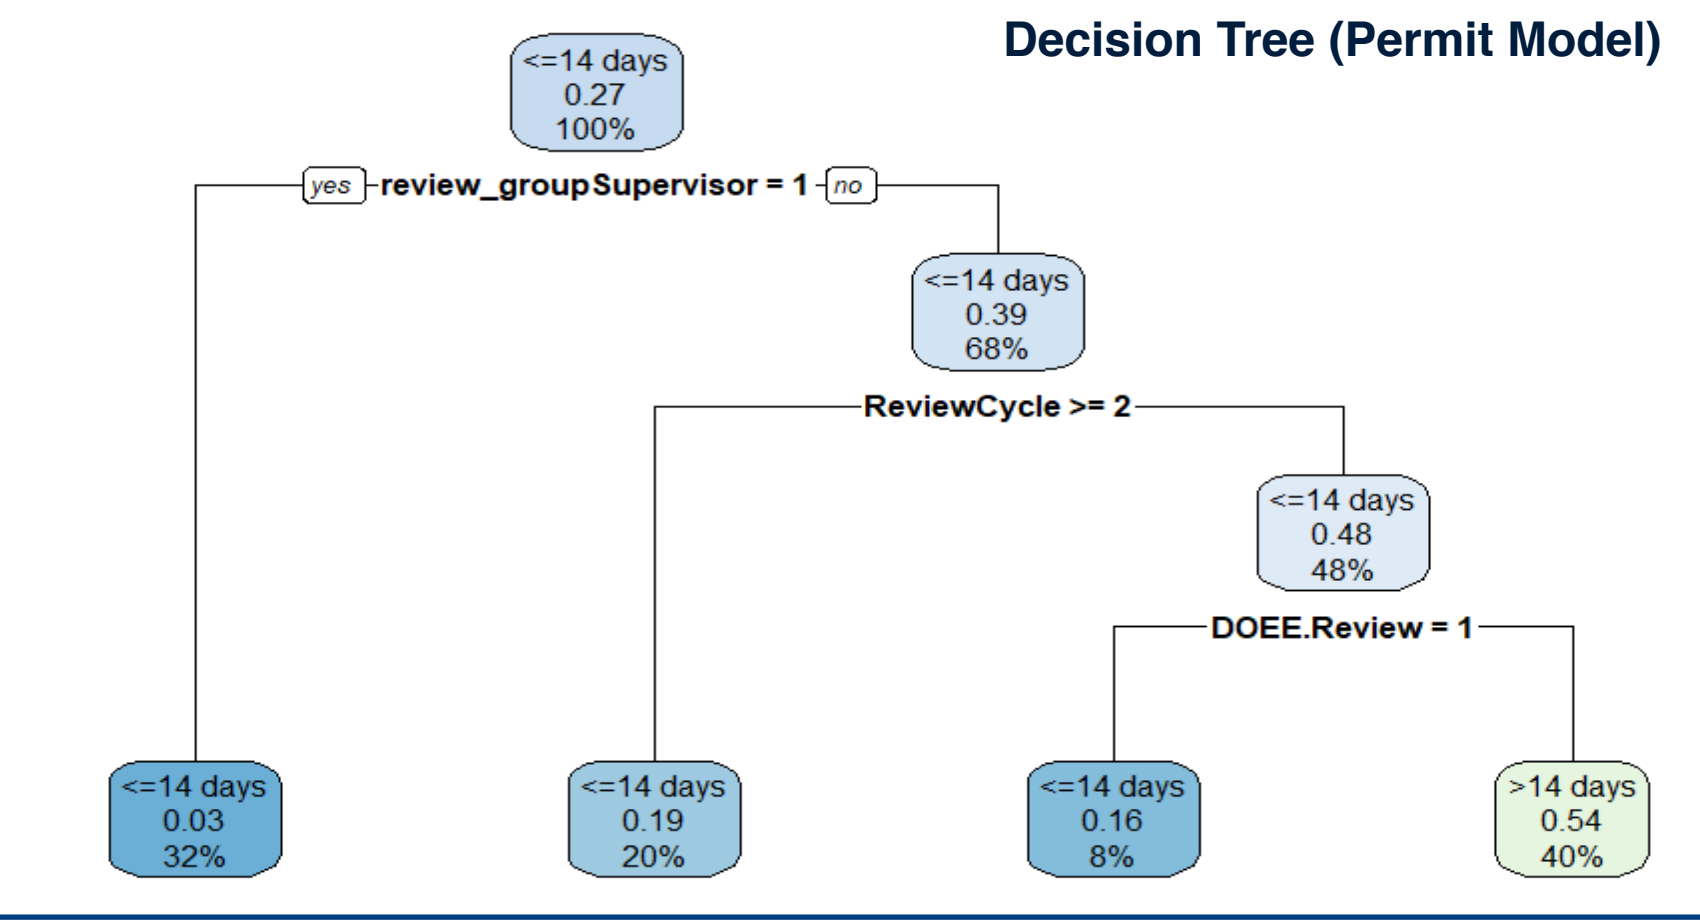 Decision Tree (Permit Model)
<=14 days
0.27
100%
yes review_groupSupervisor = 1 no
<=14 days
0.39
68%
ReviewCycle >= 2
<=14 days
0.48
48%
DOEE.Review = 1
<=14 days
0.03
32%
<=14 days
0.19
20%
<=14 days
0.16
8%
>14 days
0.54
40%